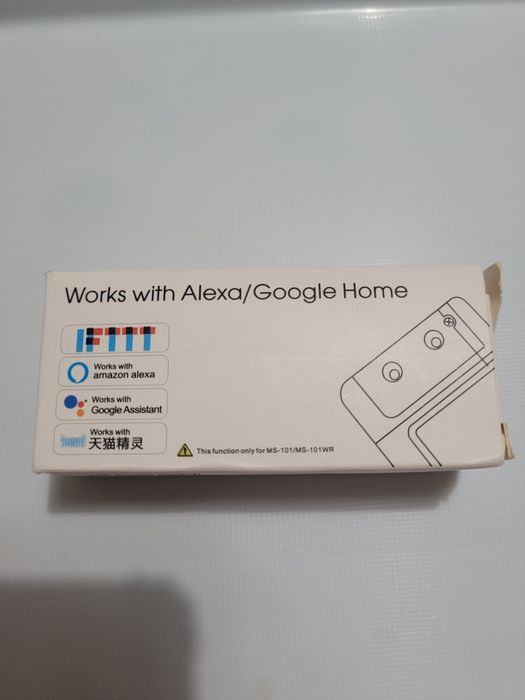 Works with Alexa/Google Home
IFTTT
Works with
amazon alexa
Works with
Google Assistant
Works with
天猫精灵
This function only for MS-101/MS-101WR